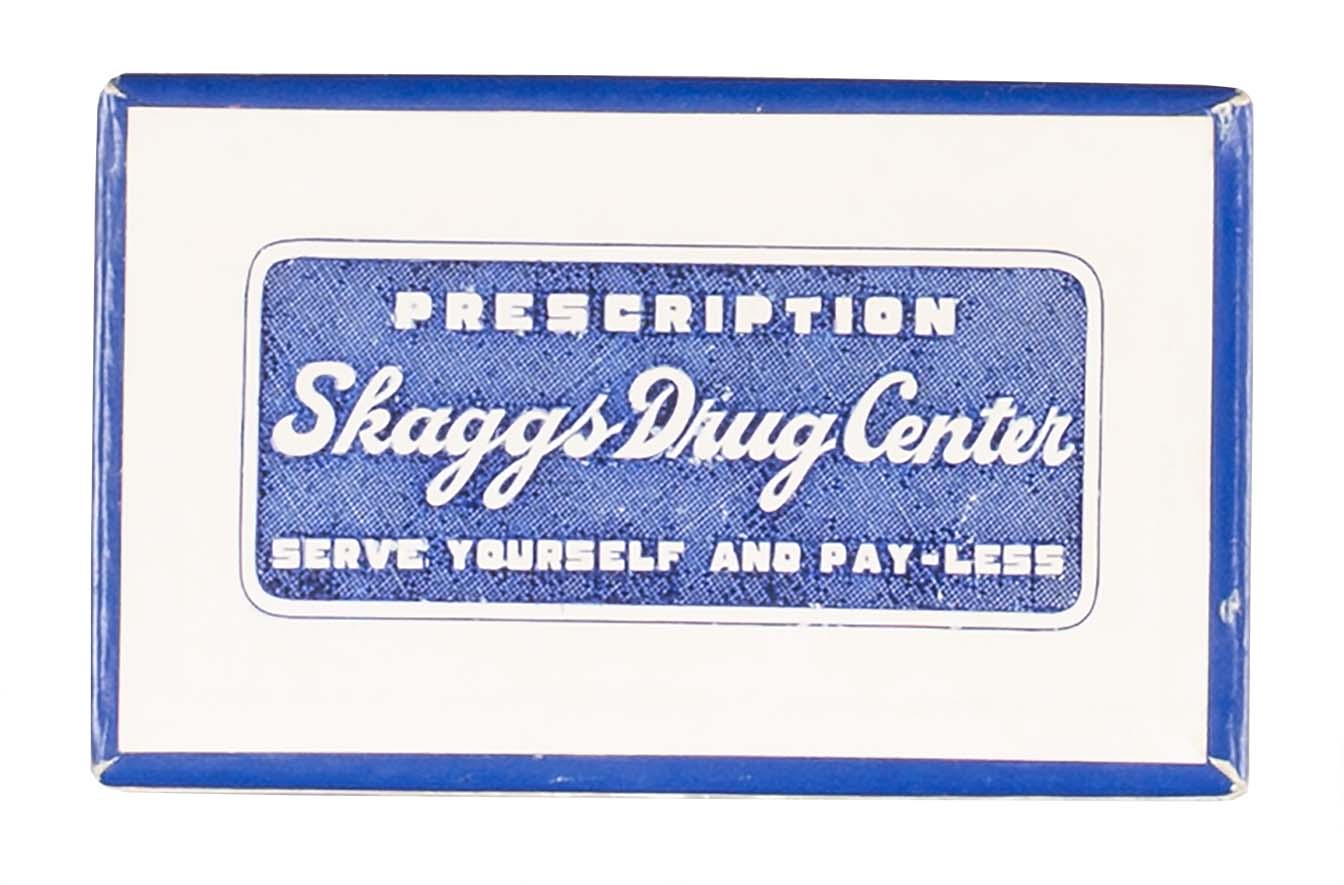 PRESCRIPTION
Skaggs Drug Center
SERVE YOURSELF AND PAY-LESS